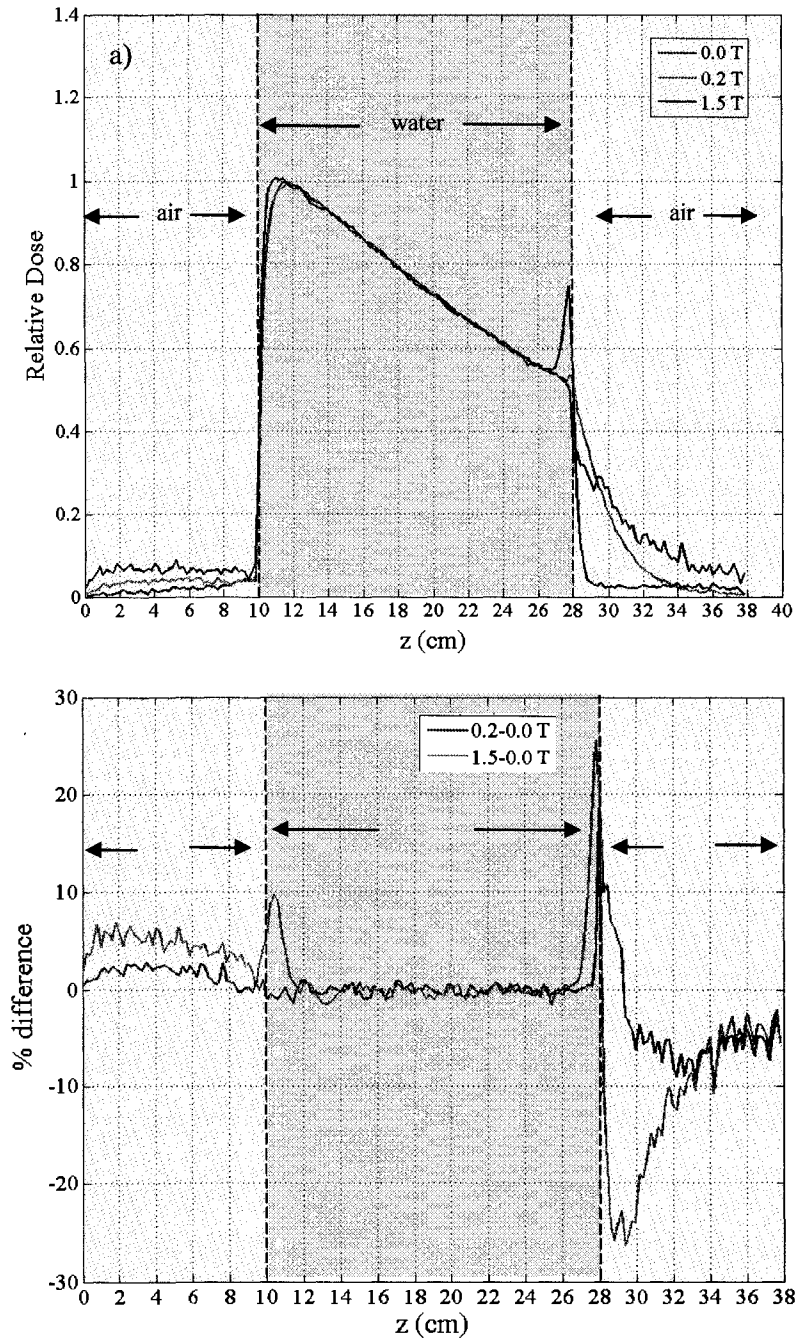 1.4
a)
0.0 T
0.2 T
1.5 T
1.2
water
1
air
air
0.8
Relative Dose
0.6
0.4
0.2
0
0 2 4 6 8 10 12 14 16 18 20 22 24 26 28 30 32 34 36 38 40
z (cm)
30
0.2-0.0 T
1.5-0.0 T
20
10
% difference
0
-10
-20
-30
0 2 4 6 8 10 12 14 16 18 20 22 24 26 28 30 32 34 36 38
z (cm)